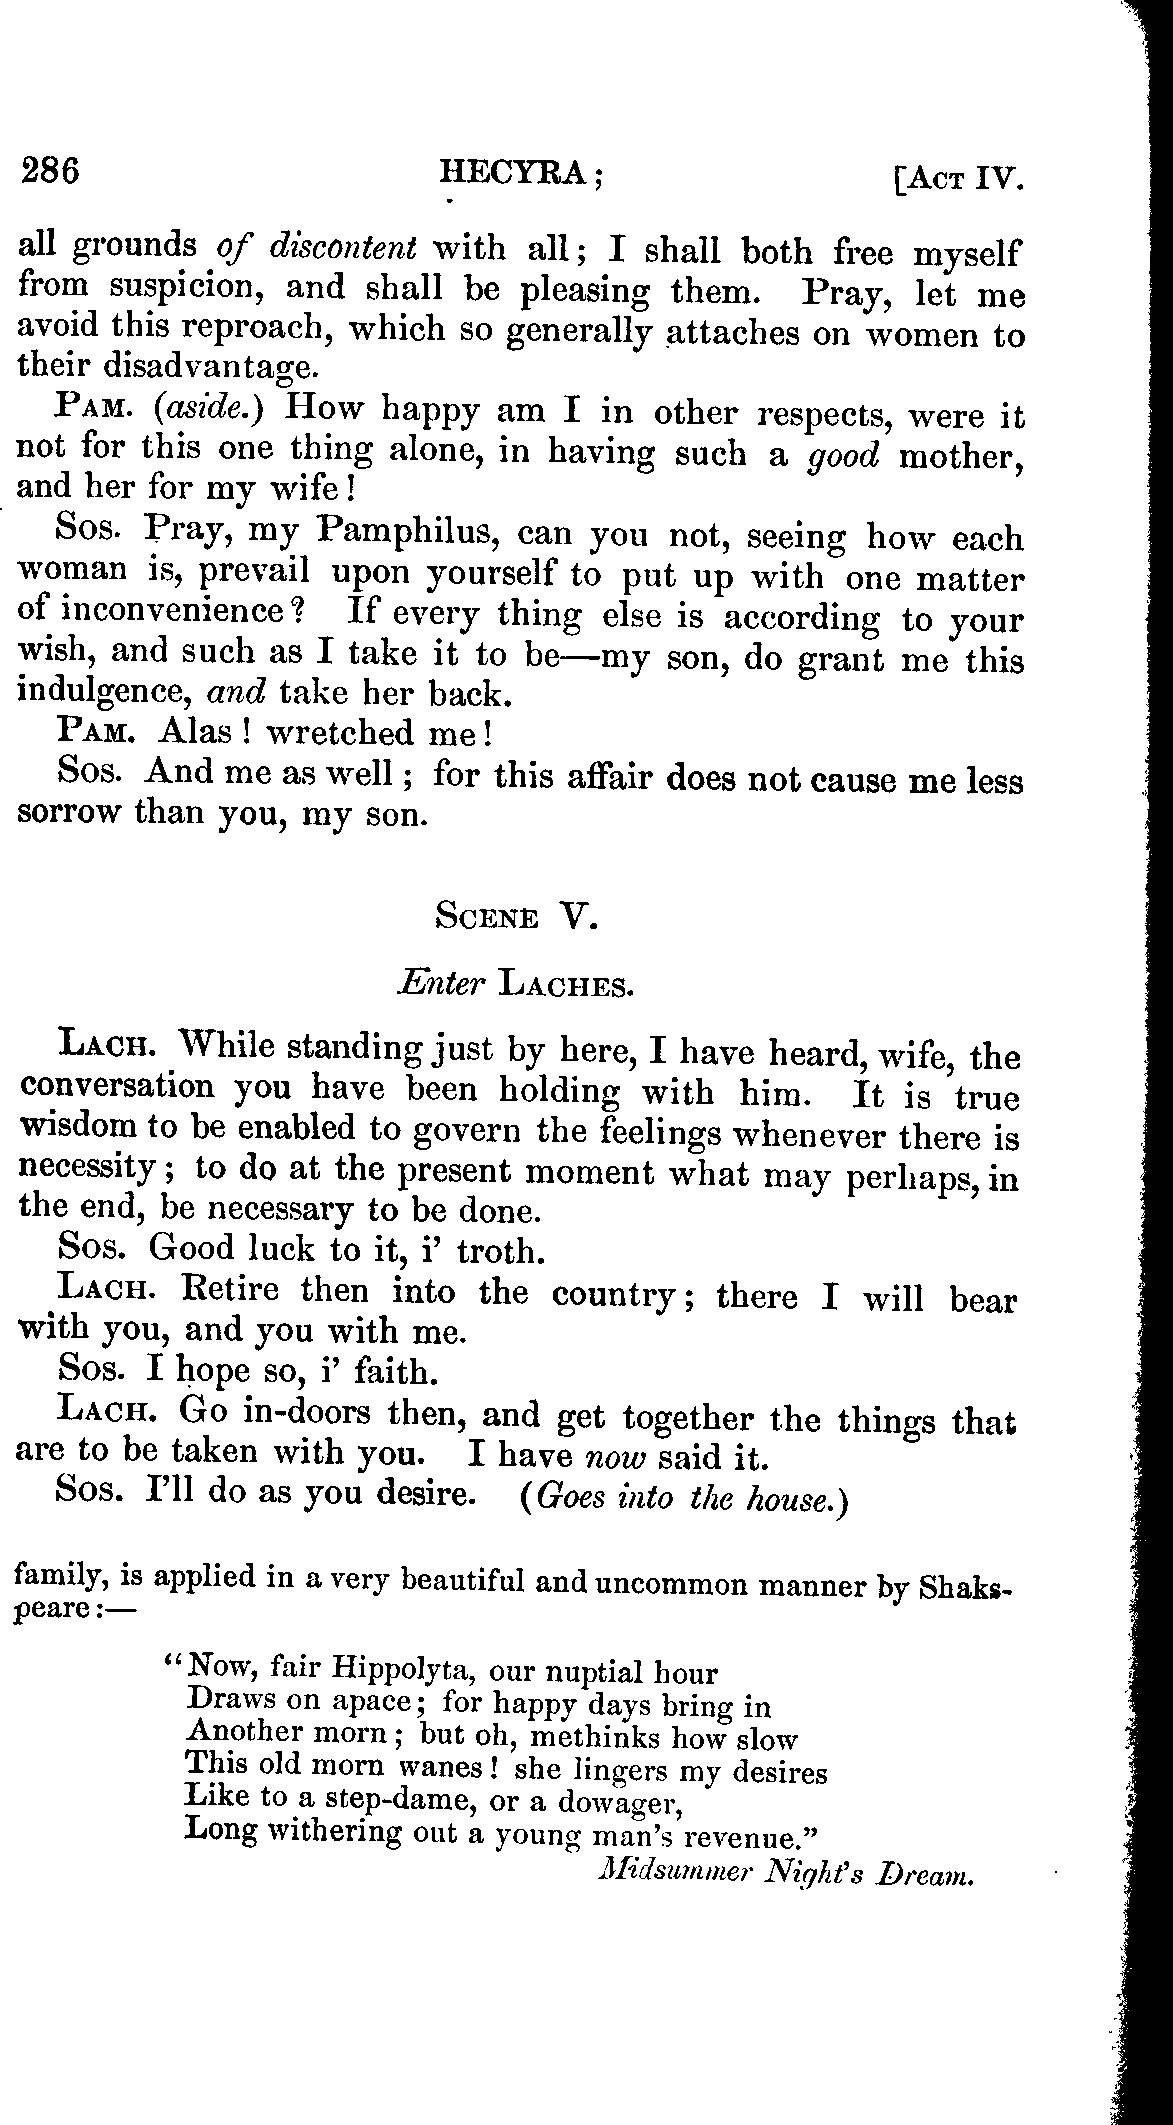 286 HECYRA; [ACT IV.
all grounds of discontent with all; I shall both free myself
from suspicion, and shall be pleasing them. Pray, let me
avoid this reproach, which so generally attaches on women to
their disadvantage.
PAM. (aside.) How happy am I in other respects, were it
not for this one thing alone, in having such a good mother,
and her for my wife!
Sos. Pray, my Pamphilus, can you not, seeing how each
woman is, prevail upon yourself to put up with one matter
of inconvenience? If every thing else is according to your
wish, and such as I take it to be—my son, do grant me this
indulgence, and take her back.
PAM. Alas! wretched me!
Sos. And me as well; for this affair does not cause me less
sorrow than you, my son.
SCENE V.
Enter LACHES.
LACH. While standing just by here, I have heard, wife, the
conversation you have been holding with him. It is true
wisdom to be enabled to govern the feelings whenever there is
necessity; to do at the present moment what may perhaps, in
the end, be necessary to be done.
Sos. Good luck to it, i' troth.
LACH. Retire then into the country; there I will bear
with you, and you with me.
Sos. I hope so, i' faith.
LACH. Go in-doors then, and get together the things that
are to be taken with you. I have now said it.
Sos. I'll do as you desire. (Goes into the house.)
family, is applied in a very beautiful and uncommon manner by Shaks-
peare:—
"Now, fair Hippolyta, our nuptial hour
Draws on apace; for happy days bring in
Another morn; but oh, methinks how slow
This old morn wanes! she lingers my desires
Like to a step-dame, or a dowager,
Long withering out a young man's revenue."
Midsummer Night's Dream.